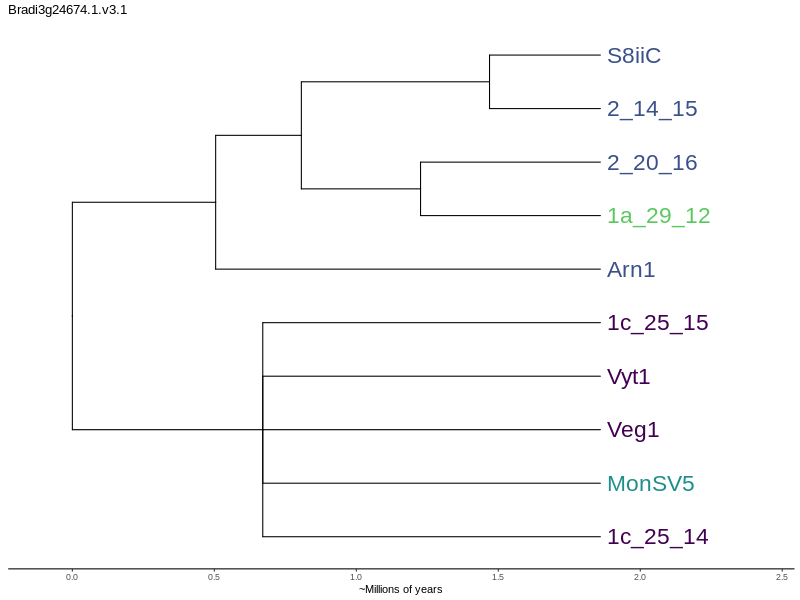 Bradi3g24674.1.v3.1
S8iiC
2_14_15
2_20_16
1a_29_12
Arn1
1c_25_15
Vyt1
Veg1
MonSV5
1c_25_14
0.0 0.5 1.0 1.5 2.0 2.5
~Millions of years